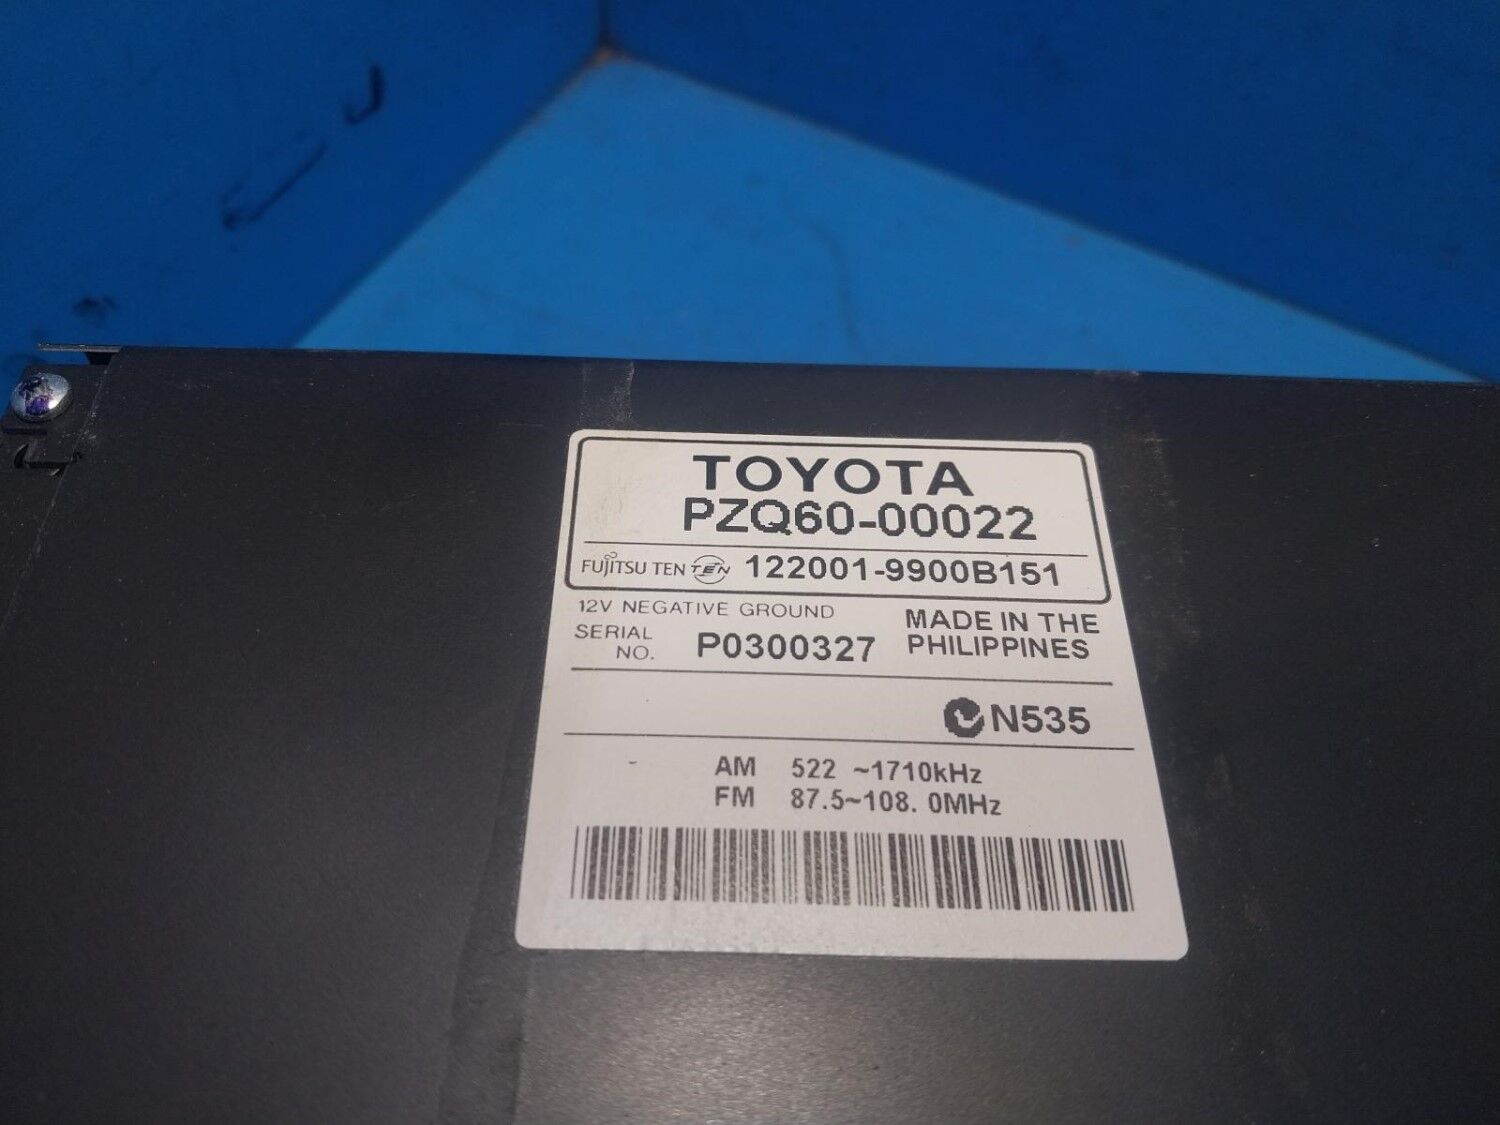 TOYOTA
PZQ60-00022
FUJITSU TEN TEN 122001-9900B151
12V NEGATIVE GROUND
SERIAL NO. P0300327
MADE IN THE
PHILIPPINES
N535
AM 522 ~1710kHz
FM 87.5~108.0MHz